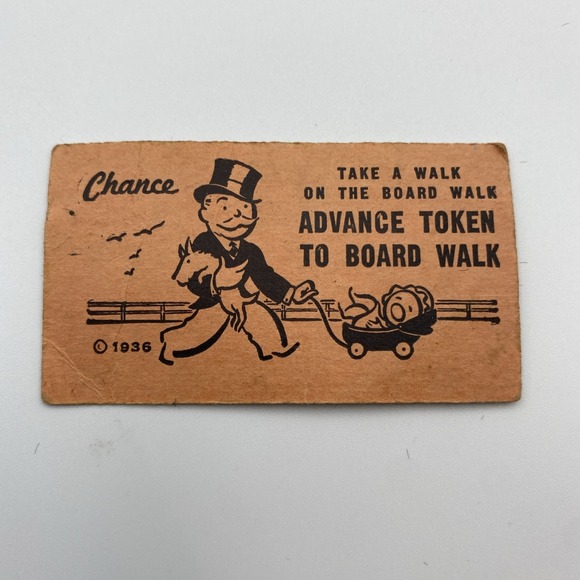 Chance
TAKE A WALK
ON THE BOARD WALK
ADVANCE TOKEN
TO BOARD WALK
© 1936